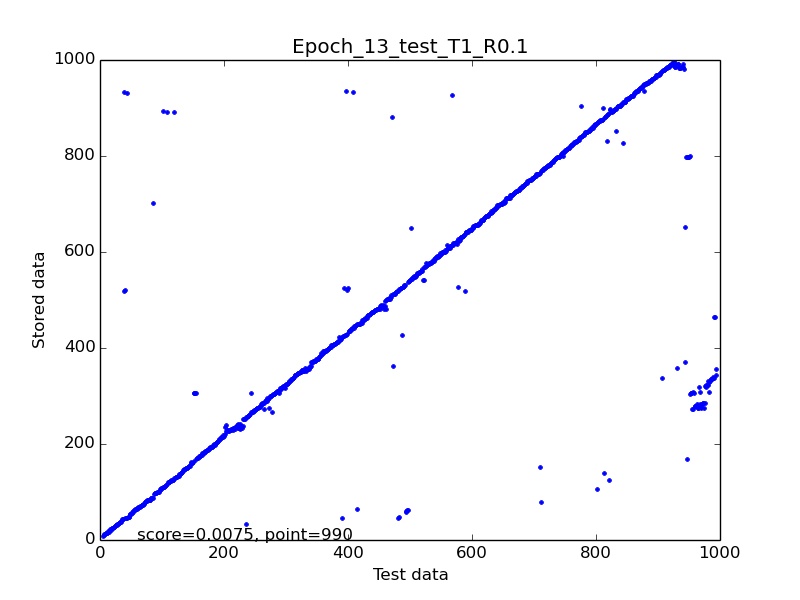 Epoch_13_test_T1_R0.1
1000
800
600
400
200
0
Stored data
score=0.0075, point=990
0 200 400 600 800 1000
Test data